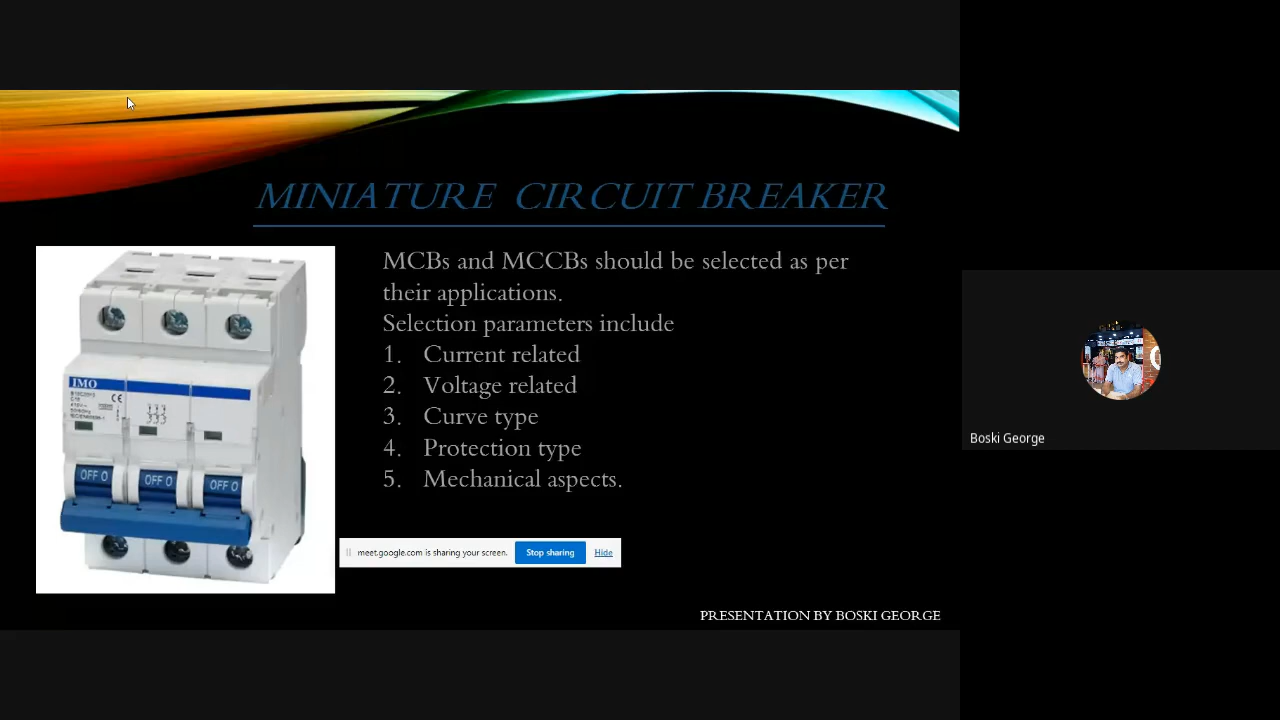 MINIATURE CIRCUIT BREAKER
MCBs and MCCBs should be selected as per
their applications.
Selection parameters include
1. Current related
2. Voltage related
3. Curve type
4. Protection type
5. Mechanical aspects.
IMO
CE
OFF O
OFF O
OFF O
meet.google.com is sharing your screen.
Stop sharing
Hide
PRESENTATION BY BOSKI GEORGE
Boski George